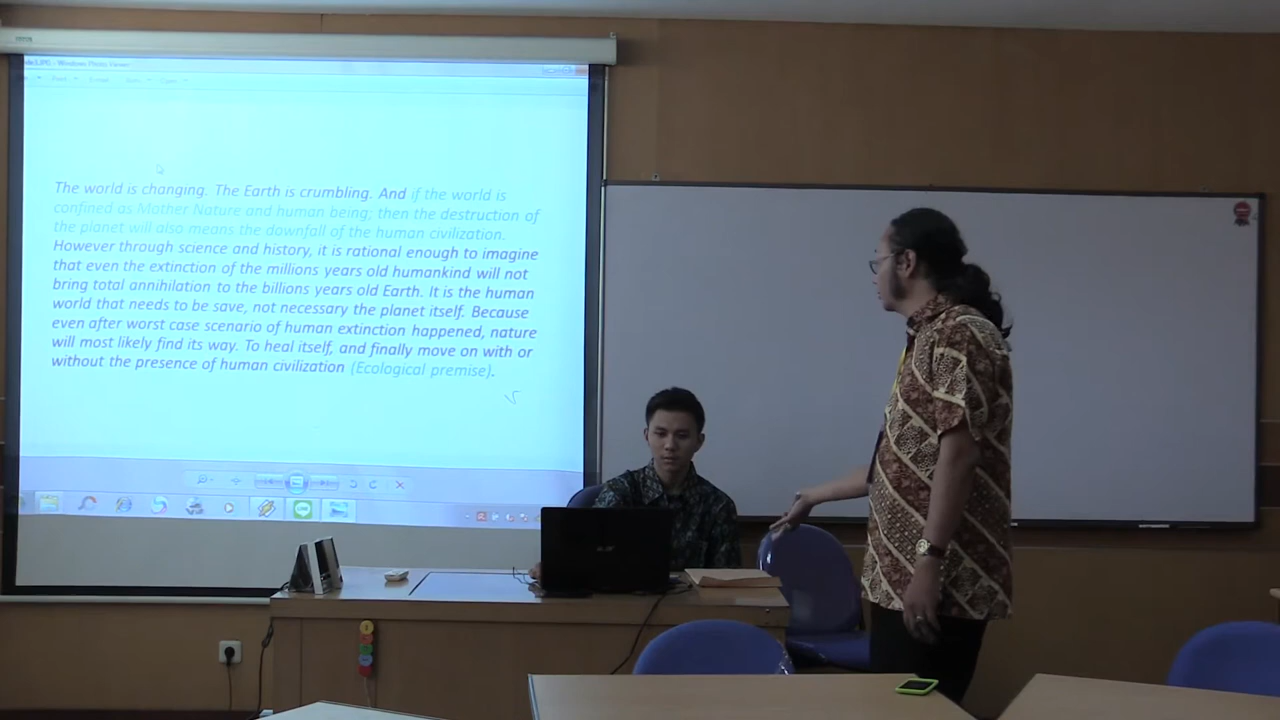 Windows Photo Viewer
The world is changing. The Earth is crumbling. And if the world is
confined as Mother Nature and human being; then the destruction of
the planet will also means the downfall of the human civilization.
However through science and history, it is rational enough to imagine
that even the extinction of the millions years old humankind will not
bring total annihilation to the billions years old Earth. It is the human
world that needs to be save, not necessary the planet itself. Because
even after worst case scenario of human extinction happened, nature
will most likely find its way. To heal itself, and finally move on with or
without the presence of human civilization (Ecological premise).
LINE
acer